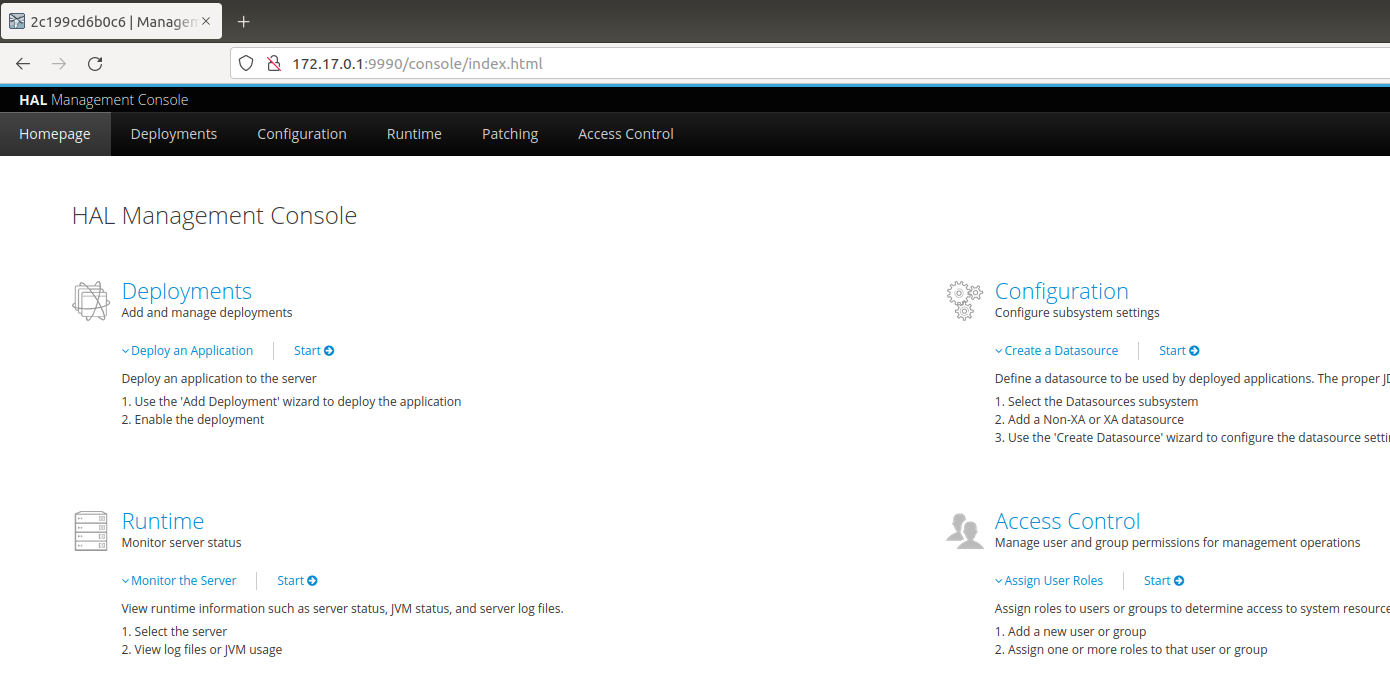 2c199cd6b0c6 | Managem
172.17.0.1:9990/console/index.html
HAL Management Console
Homepage Deployments Configuration Runtime Patching Access Control
HAL Management Console
Deployments
Add and manage deployments
Deploy an Application Start
Deploy an application to the server
1. Use the 'Add Deployment' wizard to deploy the application
2. Enable the deployment
Configuration
Configure subsystem settings
Create a Datasource Start
Define a datasource to be used by deployed applications. The proper JD
1. Select the Datasources subsystem
2. Add a Non-XA or XA datasource
3. Use the 'Create Datasource' wizard to configure the datasource settin
Runtime
Monitor server status
Monitor the Server Start
View runtime information such as server status, JVM status, and server log files.
1. Select the server
2. View log files or JVM usage
Access Control
Manage user and group permissions for management operations
Assign User Roles Start
Assign roles to users or groups to determine access to system resource
1. Add a new user or group
2. Assign one or more roles to that user or group